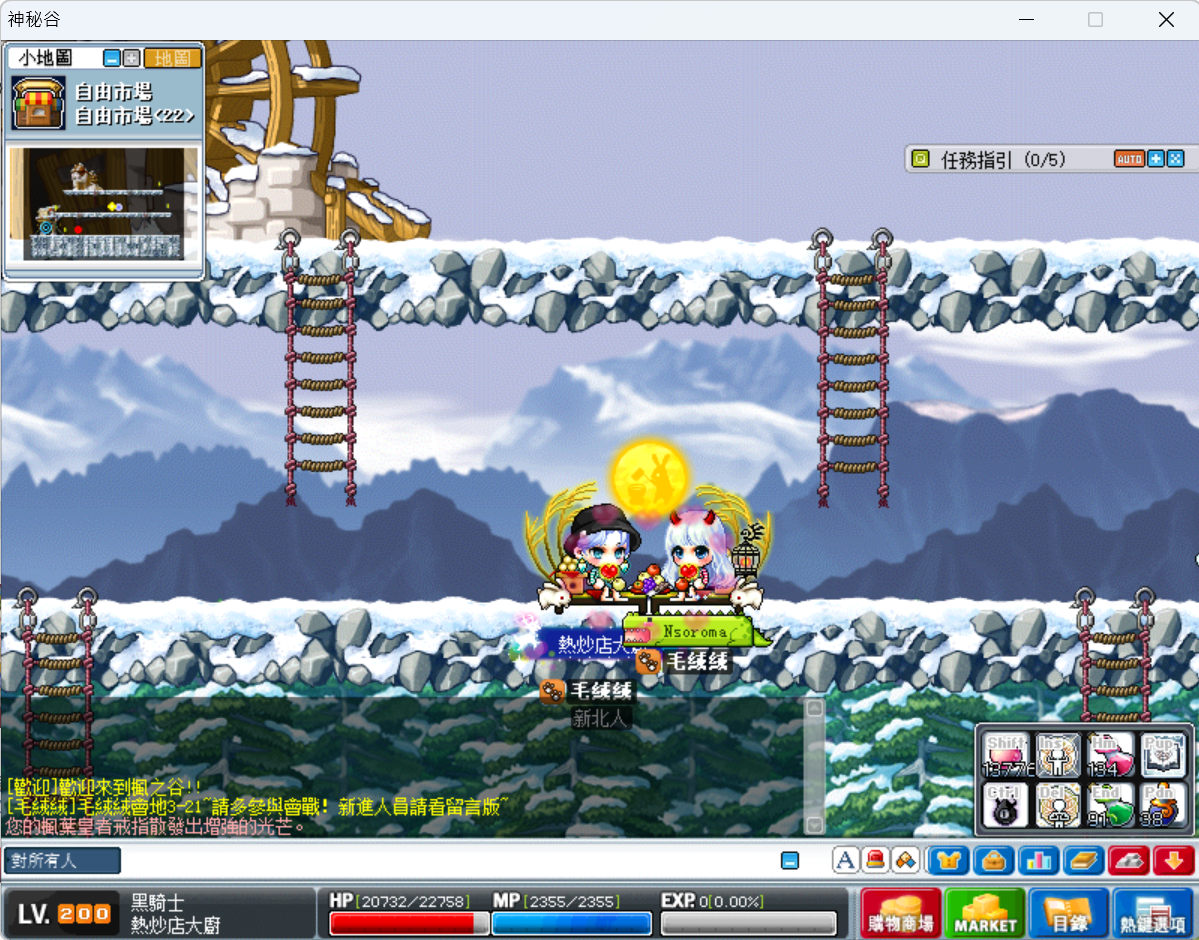 神秘谷
小地圖 地圖
自由市場
自由市場<22>
任務指引 (0/5)
AUTO
Nsoroma
熱炒店大廚
毛絨絨
毛絨絨
新北人
Shift Ins Hm Pup
134
Ctrl Del End Pdn
91 98
[歡迎]歡迎來到楓之谷!!
[毛絨絨]毛絨絨會地3-21~請多參與會戰! 新進人員請看留言版~
您的楓葉皇者戒指散發出增強的光芒。
對所有人
A
LV. 200
黑騎士
熱炒店大廚
HP[20732/22758] MP[2355/2355] EXP 0[0.00%]
購物商場 MARKET 目錄 熱鍵選項